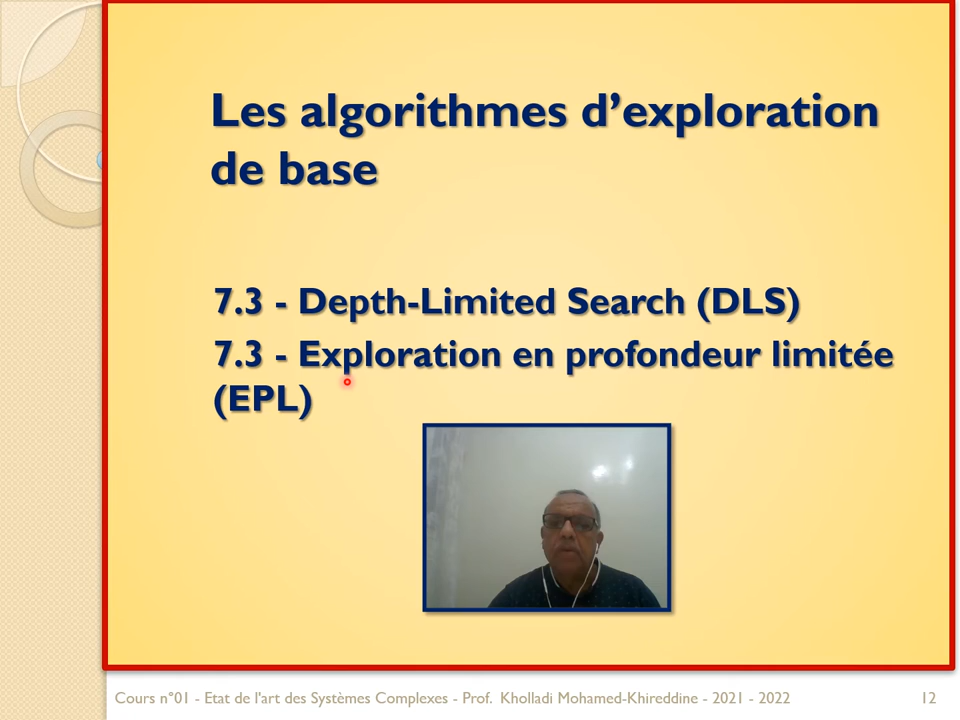 Les algorithmes d’exploration
de base
7.3 - Depth-Limited Search (DLS)
7.3 - Exploration en profondeur limitée
(EPL)
Cours n°01 - Etat de l'art des Systèmes Complexes - Prof. Kholladi Mohamed-Khireddine - 2021 - 2022
12